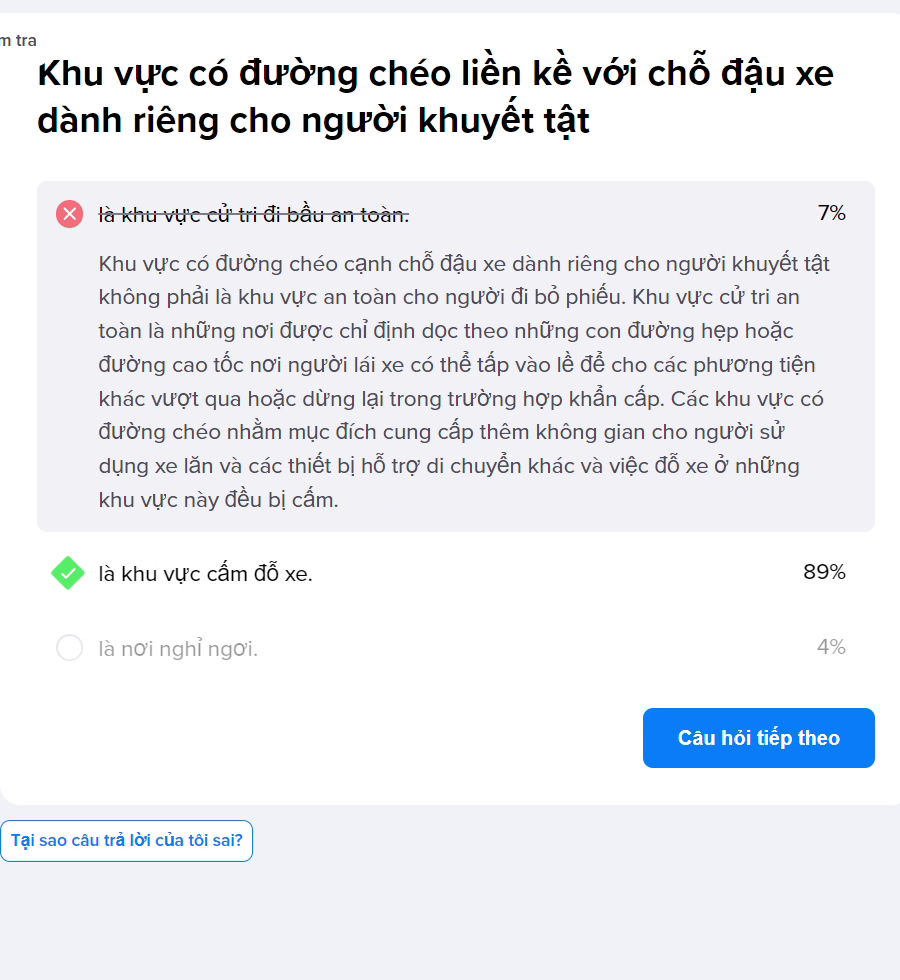 m tra
Khu vực có đường chéo liền kề với chỗ đậu xe
dành riêng cho người khuyết tật
là khu vực cử tri đi bầu an toàn.
7%
Khu vực có đường chéo cạnh chỗ đậu xe dành riêng cho người khuyết tật
không phải là khu vực an toàn cho người đi bỏ phiếu. Khu vực cử tri an
toàn là những nơi được chỉ định dọc theo những con đường hẹp hoặc
đường cao tốc nơi người lái xe có thể tấp vào lề để cho các phương tiện
khác vượt qua hoặc dừng lại trong trường hợp khẩn cấp. Các khu vực có
đường chéo nhằm mục đích cung cấp thêm không gian cho người sử
dụng xe lăn và các thiết bị hỗ trợ di chuyển khác và việc đỗ xe ở những
khu vực này đều bị cấm.
là khu vực cấm đỗ xe.
89%
là nơi nghỉ ngơi.
4%
Câu hỏi tiếp theo
Tại sao câu trả lời của tôi sai?